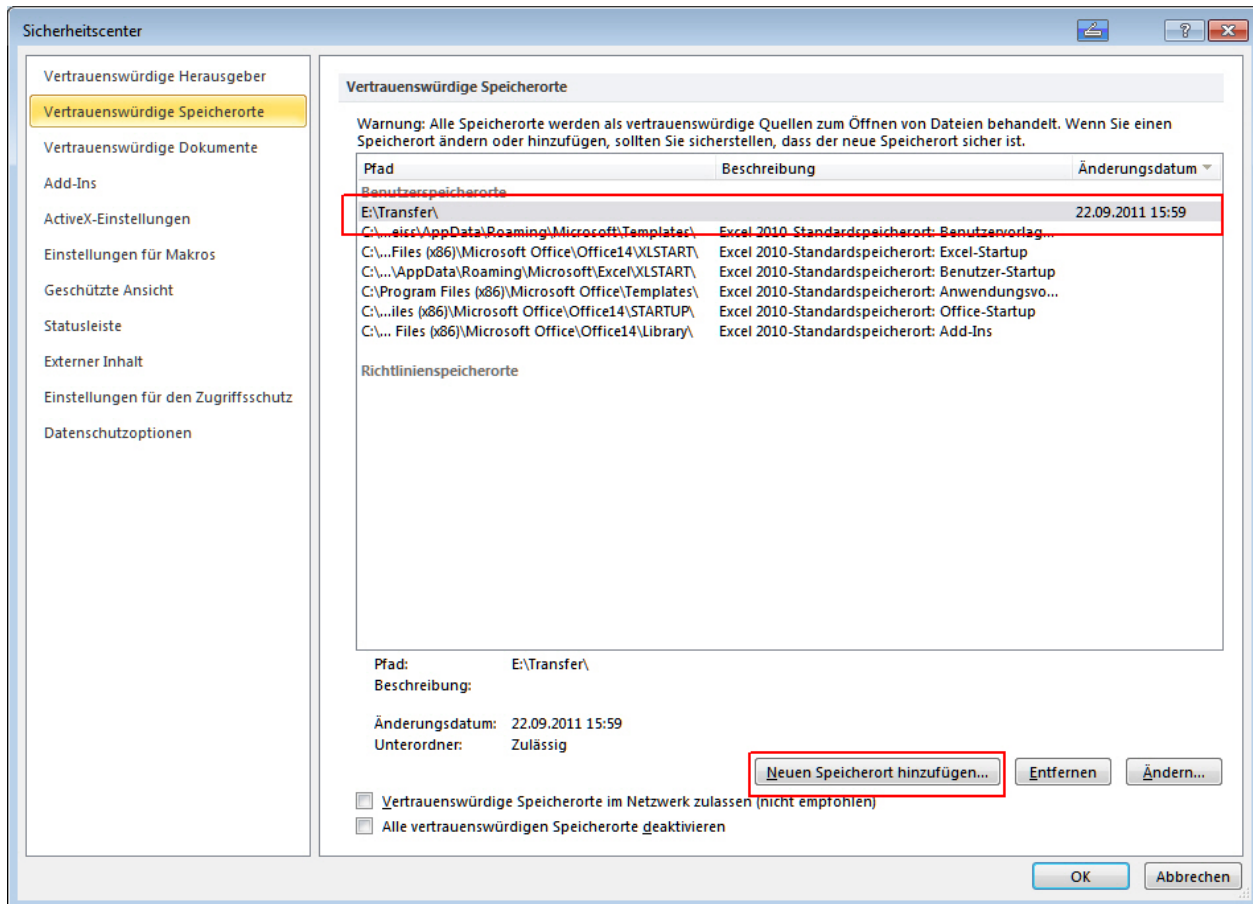 Sicherheitscenter
Vertrauenswürdige Herausgeber
Vertrauenswürdige Speicherorte
Vertrauenswürdige Dokumente
Add-Ins
ActiveX-Einstellungen
Einstellungen für Makros
Geschützte Ansicht
Statusleiste
Externer Inhalt
Einstellungen für den Zugriffsschutz
Datenschutzoptionen
Vertrauenswürdige Speicherorte
Warnung: Alle Speicherorte werden als vertrauenswürdige Quellen zum Öffnen von Dateien behandelt. Wenn Sie einen
Speicherort ändern oder hinzufügen, sollten Sie sicherstellen, dass der neue Speicherort sicher ist.
Pfad Beschreibung Änderungsdatum
Benutzerspeicherorte
E:\Transfer\ 22.09.2011 15:59
C:\...eiss\AppData\Roaming\Microsoft\Templates\ Excel 2010-Standardspeicherort: Benutzervorlag...
C:\...Files (x86)\Microsoft Office\Office14\XLSTART\ Excel 2010-Standardspeicherort: Excel-Startup
C:\...\AppData\Roaming\Microsoft\Excel\XLSTART\ Excel 2010-Standardspeicherort: Benutzer-Startup
C:\Program Files (x86)\Microsoft Office\Templates\ Excel 2010-Standardspeicherort: Anwendungsvo...
C:\...iles (x86)\Microsoft Office\Office14\STARTUP\ Excel 2010-Standardspeicherort: Office-Startup
C:\... Files (x86)\Microsoft Office\Office14\Library\ Excel 2010-Standardspeicherort: Add-Ins
Richtlinienspeicherorte
Pfad: E:\Transfer\
Beschreibung:
Änderungsdatum: 22.09.2011 15:59
Unterordner: Zulässig
Neuen Speicherort hinzufügen... Entfernen Ändern...
Vertrauenswürdige Speicherorte im Netzwerk zulassen (nicht empfohlen)
Alle vertrauenswürdigen Speicherorte deaktivieren
OK Abbrechen